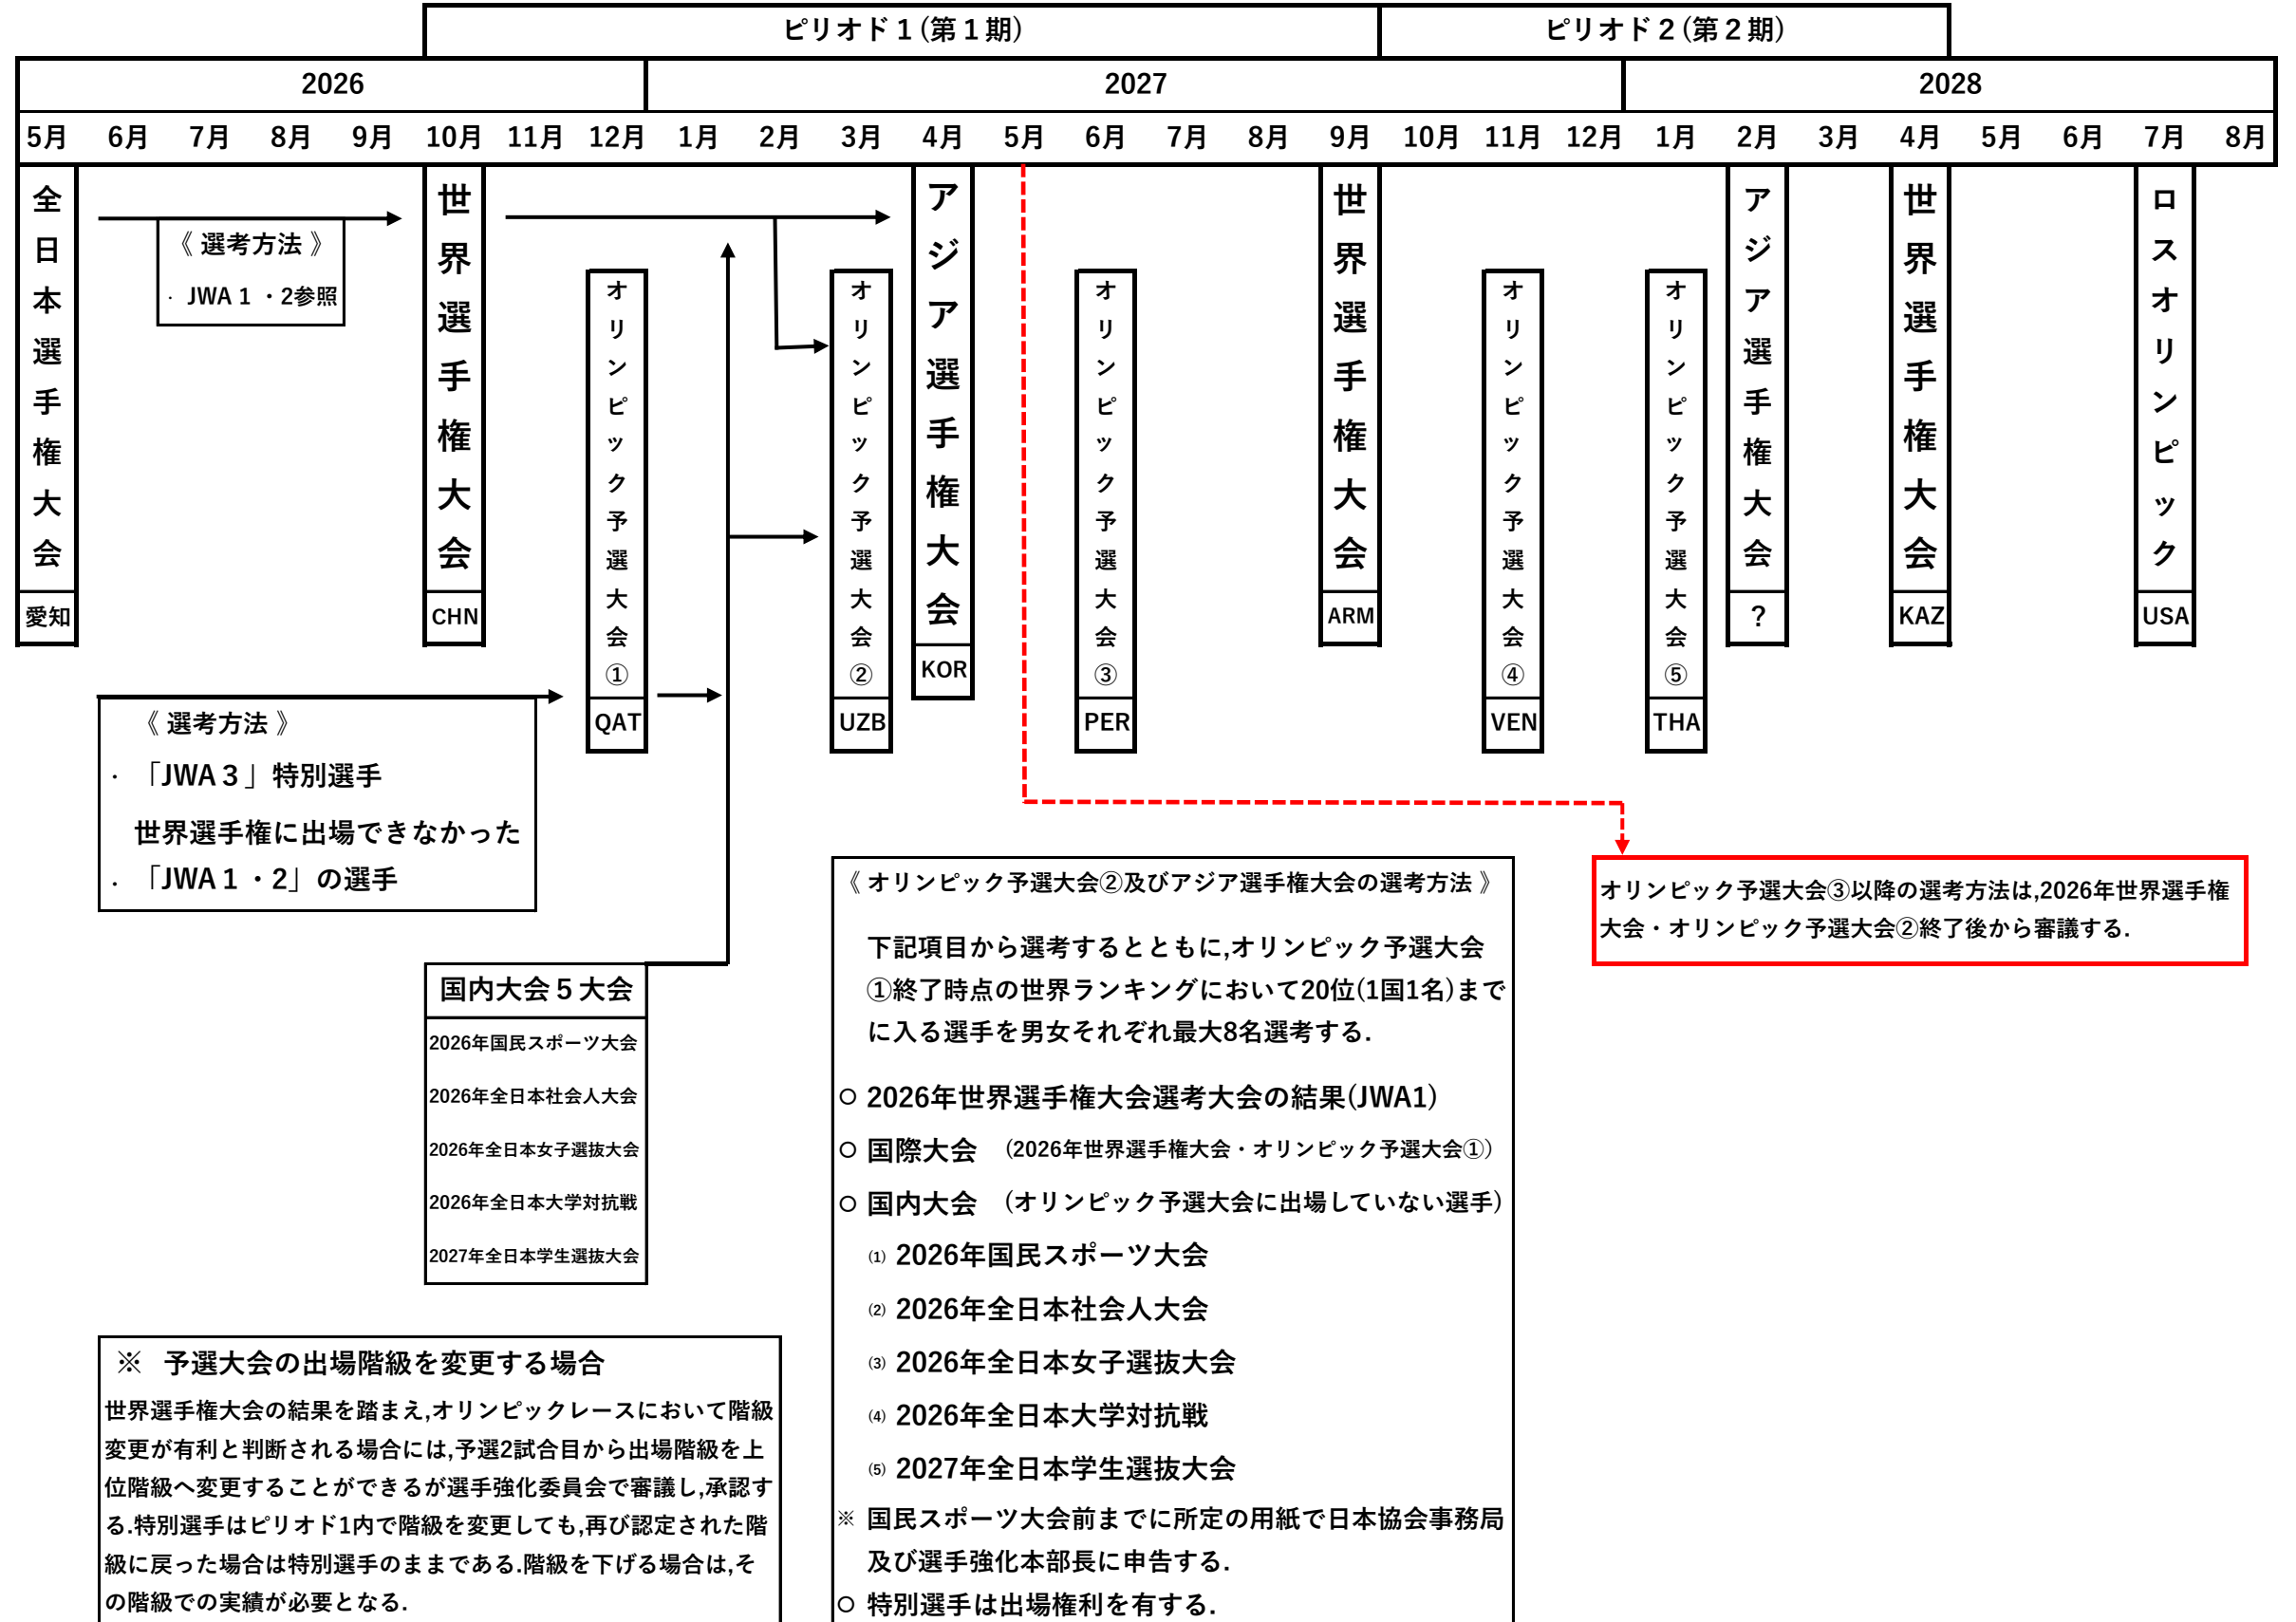 ピリオド１(第１期)
ピリオド２(第２期)
2026
2027
2028
5月 6月 7月 8月 9月 10月 11月 12月 1月 2月 3月 4月 5月 6月 7月 8月 9月 10月 11月 12月 1月 2月 3月 4月 5月 6月 7月 8月
全日本選手権大会
愛知
《 選考方法 》
・ JWA１・2参照
世界選手権大会
CHN
オリンピック予選大会①
QAT
オリンピック予選大会②
UZB
アジア選手権大会
KOR
オリンピック予選大会③
PER
世界選手権大会
ARM
オリンピック予選大会④
VEN
オリンピック予選大会⑤
THA
アジア選手権大会
？
世界選手権大会
KAZ
ロスオリンピック
USA
《 選考方法 》
・ 「JWA３」特別選手
世界選手権に出場できなかった
・ 「JWA１・2」の選手
国内大会５大会
2026年国民スポーツ大会
2026年全日本社会人大会
2026年全日本女子選抜大会
2026年全日本大学対抗戦
2027年全日本学生選抜大会
※ 予選大会の出場階級を変更する場合
世界選手権大会の結果を踏まえ,オリンピックレースにおいて階級
変更が有利と判断される場合には,予選2試合目から出場階級を上
位階級へ変更することができるが選手強化委員会で審議し,承認す
る.特別選手はピリオド1内で階級を変更しても,再び認定された階
級に戻った場合は特別選手のままである.階級を下げる場合は,そ
の階級での実績が必要となる.
《 オリンピック予選大会②及びアジア選手権大会の選考方法 》
下記項目から選考するとともに,オリンピック予選大会
①終了時点の世界ランキングにおいて20位(1国1名)まで
に入る選手を男女それぞれ最大8名選考する.
○ 2026年世界選手権大会選考大会の結果(JWA1)
○ 国際大会 (2026年世界選手権大会・オリンピック予選大会①)
○ 国内大会 (オリンピック予選大会に出場していない選手)
⑴ 2026年国民スポーツ大会
⑵ 2026年全日本社会人大会
⑶ 2026年全日本女子選抜大会
⑷ 2026年全日本大学対抗戦
⑸ 2027年全日本学生選抜大会
※ 国民スポーツ大会前までに所定の用紙で日本協会事務局
及び選手強化本部長に申告する.
○ 特別選手は出場権利を有する.
オリンピック予選大会③以降の選考方法は,2026年世界選手権
大会・オリンピック予選大会②終了後から審議する.